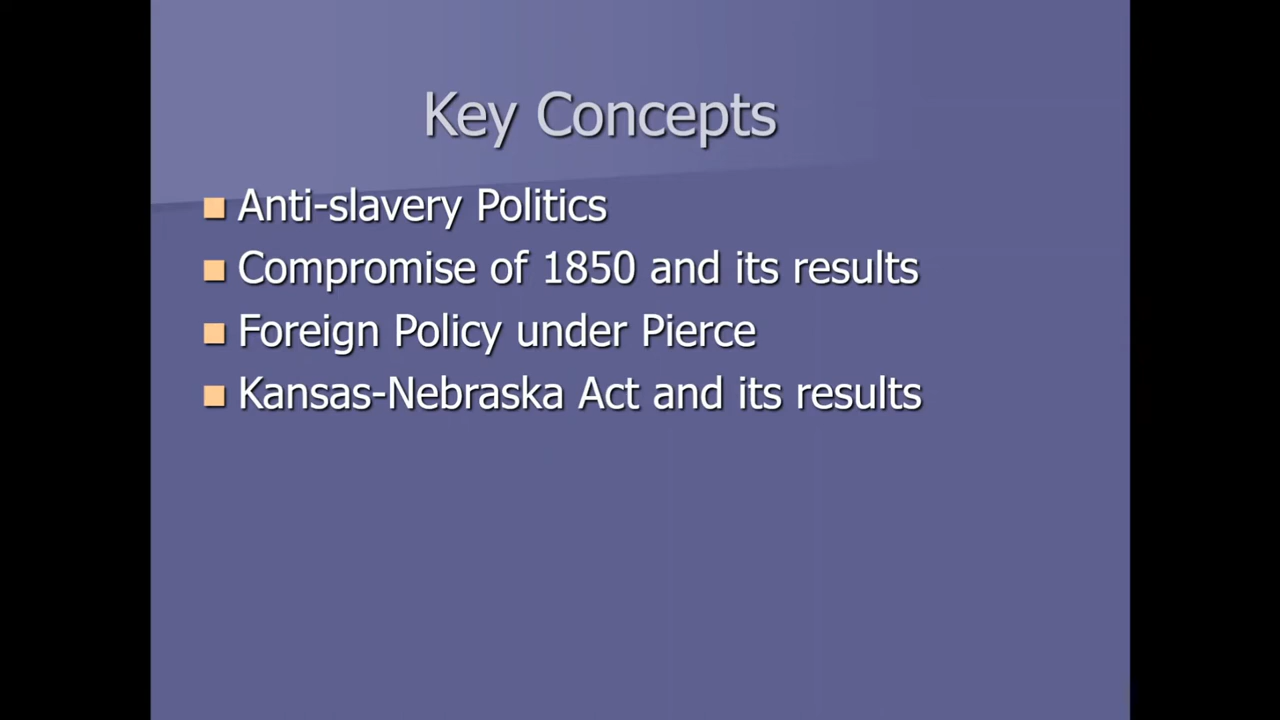 Key Concepts
Anti-slavery Politics
Compromise of 1850 and its results
Foreign Policy under Pierce
Kansas-Nebraska Act and its results